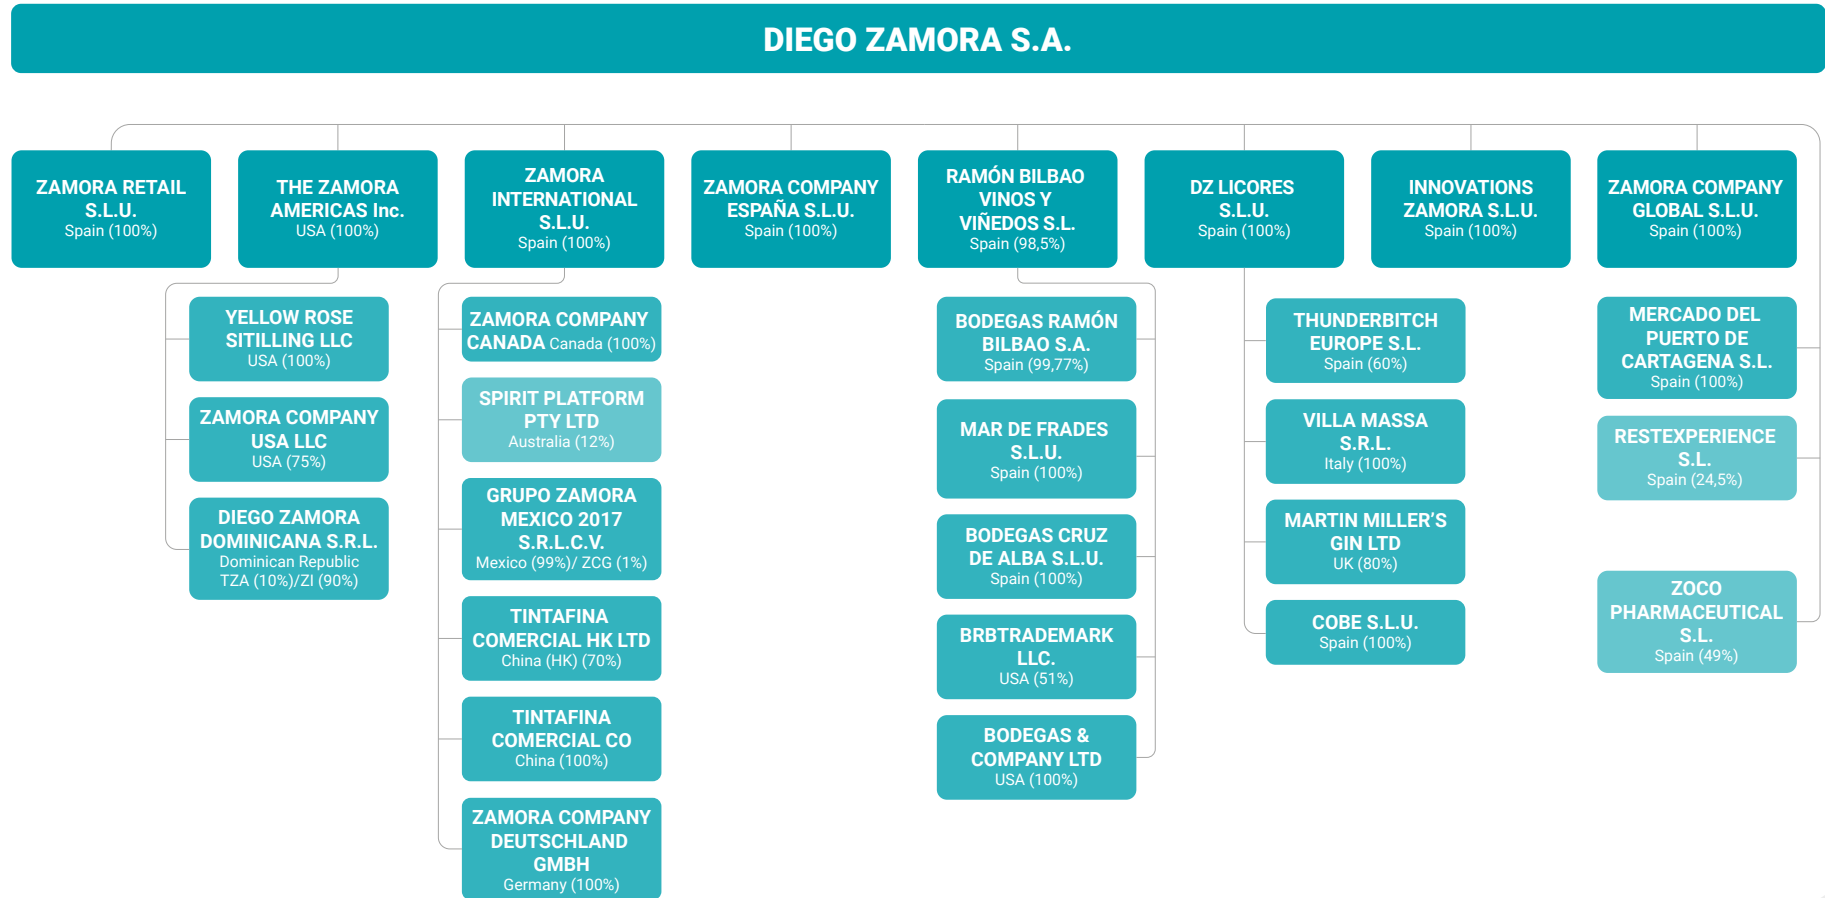 DIEGO ZAMORA S.A.
ZAMORA RETAIL
S.L.U.
Spain (100%)
THE ZAMORA
AMERICAS Inc.
USA (100%)
ZAMORA
INTERNATIONAL
S.L.U.
Spain (100%)
ZAMORA COMPANY
ESPAÑA S.L.U.
Spain (100%)
RAMÓN BILBAO
VINOS Y
VIÑEDOS S.L.
Spain (98,5%)
DZ LICORES
S.L.U.
Spain (100%)
INNOVATIONS
ZAMORA S.L.U.
Spain (100%)
ZAMORA COMPANY
GLOBAL S.L.U.
Spain (100%)
YELLOW ROSE
SITILLING LLC
USA (100%)
ZAMORA COMPANY
USA LLC
USA (75%)
DIEGO ZAMORA
DOMINICANA S.R.L.
Dominican Republic
TZA (10%)/ZI (90%)
ZAMORA COMPANY
CANADA Canada (100%)
SPIRIT PLATFORM
PTY LTD
Australia (12%)
GRUPO ZAMORA
MEXICO 2017
S.R.L.C.V.
Mexico (99%)/ ZCG (1%)
TINTAFINA
COMERCIAL HK LTD
China (HK) (70%)
TINTAFINA
COMERCIAL CO
China (100%)
ZAMORA COMPANY
DEUTSCHLAND
GMBH
Germany (100%)
BODEGAS RAMÓN
BILBAO S.A.
Spain (99,77%)
MAR DE FRADES
S.L.U.
Spain (100%)
BODEGAS CRUZ
DE ALBA S.L.U.
Spain (100%)
BRBTRADEMARK
LLC.
USA (51%)
BODEGAS &
COMPANY LTD
USA (100%)
THUNDERBITCH
EUROPE S.L.
Spain (60%)
VILLA MASSA
S.R.L.
Italy (100%)
MARTIN MILLER’S
GIN LTD
UK (80%)
COBE S.L.U.
Spain (100%)
MERCADO DEL
PUERTO DE
CARTAGENA S.L.
Spain (100%)
RESTEXPERIENCE
S.L.
Spain (24,5%)
ZOCO
PHARMACEUTICAL
S.L.
Spain (49%)